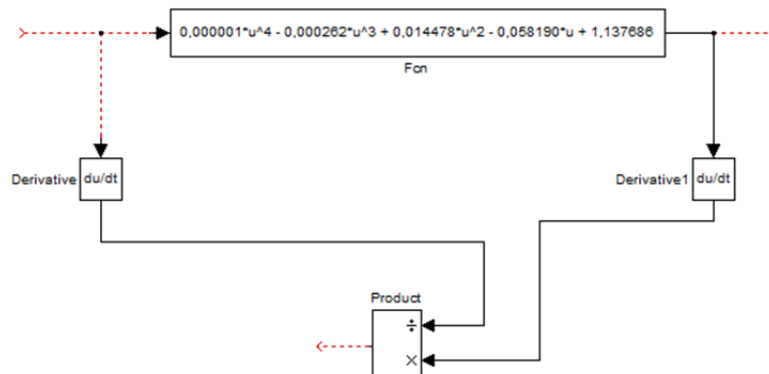 0,000001*u^4 - 0,000262*u^3 + 0,014478*u^2 - 0,058190*u + 1,137686
Fcn
Derivative du/dt
Derivative1 du/dt
Product
÷
×